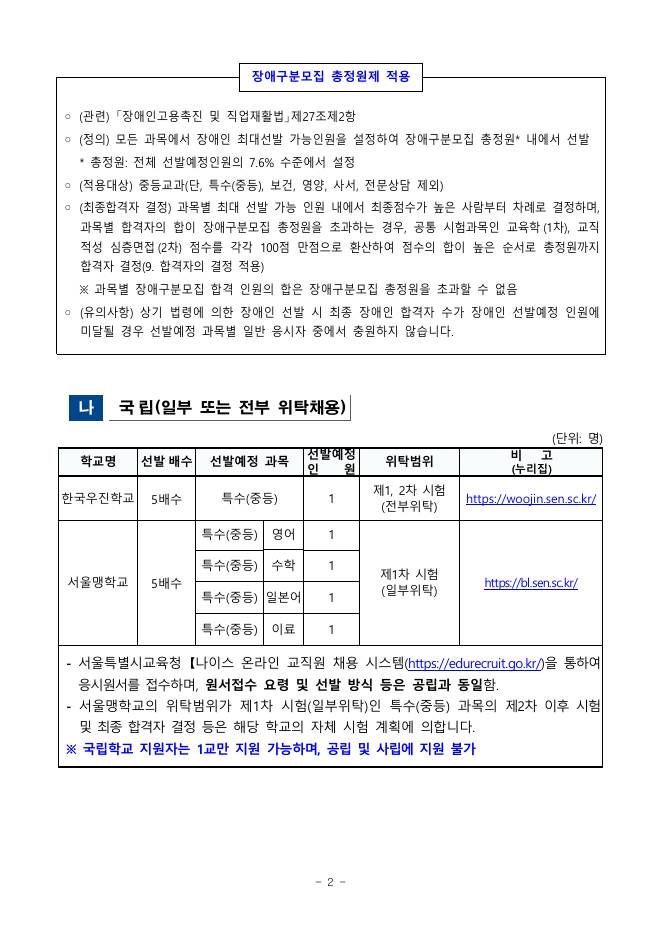 장애구분모집 총정원제 적용
○ (관련)「장애인고용촉진 및 직업재활법」제27조제2항
○ (정의) 모든 과목에서 장애인 최대선발 가능인원을 설정하여 장애구분모집 총정원* 내에서 선발
* 총정원: 전체 선발예정인원의 7.6% 수준에서 설정
○ (적용대상) 중등교과(단, 특수(중등), 보건, 영양, 사서, 전문상담 제외)
○ (최종합격자 결정) 과목별 최대 선발 가능 인원 내에서 최종점수가 높은 사람부터 차례로 결정하며,
과목별 합격자의 합이 장애구분모집 총정원을 초과하는 경우, 공통 시험과목인 교육학(1차), 교직
적성 심층면접(2차) 점수를 각각 100점 만점으로 환산하여 점수의 합이 높은 순서로 총정원까지
합격자 결정(9. 합격자의 결정 적용)
※ 과목별 장애구분모집 합격 인원의 합은 장애구분모집 총정원을 초과할 수 없음
○ (유의사항) 상기 법령에 의한 장애인 선발 시 최종 장애인 합격자 수가 장애인 선발예정 인원에
미달될 경우 선발예정 과목별 일반 응시자 중에서 충원하지 않습니다.
나 국립(일부 또는 전부 위탁채용)
(단위: 명)
학교명 선발 배수 선발예정 과목 선발예정 인 원 위탁범위 비 고 (누리집)
한국우진학교 5배수 특수(중등) 1 제1, 2차 시험 (전부위탁) https://woojin.sen.sc.kr/
서울맹학교 5배수 특수(중등) 영어 1 제1차 시험 (일부위탁) https://bl.sen.sc.kr/
특수(중등) 수학 1
특수(중등) 일본어 1
특수(중등) 이료 1
- 서울특별시교육청【나이스 온라인 교직원 채용 시스템(https://edurecruit.go.kr/)을 통하여
응시원서를 접수하며, 원서접수 요령 및 선발 방식 등은 공립과 동일함.
- 서울맹학교의 위탁범위가 제1차 시험(일부위탁)인 특수(중등) 과목의 제2차 이후 시험
및 최종 합격자 결정 등은 해당 학교의 자체 시험 계획에 의합니다.
※ 국립학교 지원자는 1교만 지원 가능하며, 공립 및 사립에 지원 불가
- 2 -